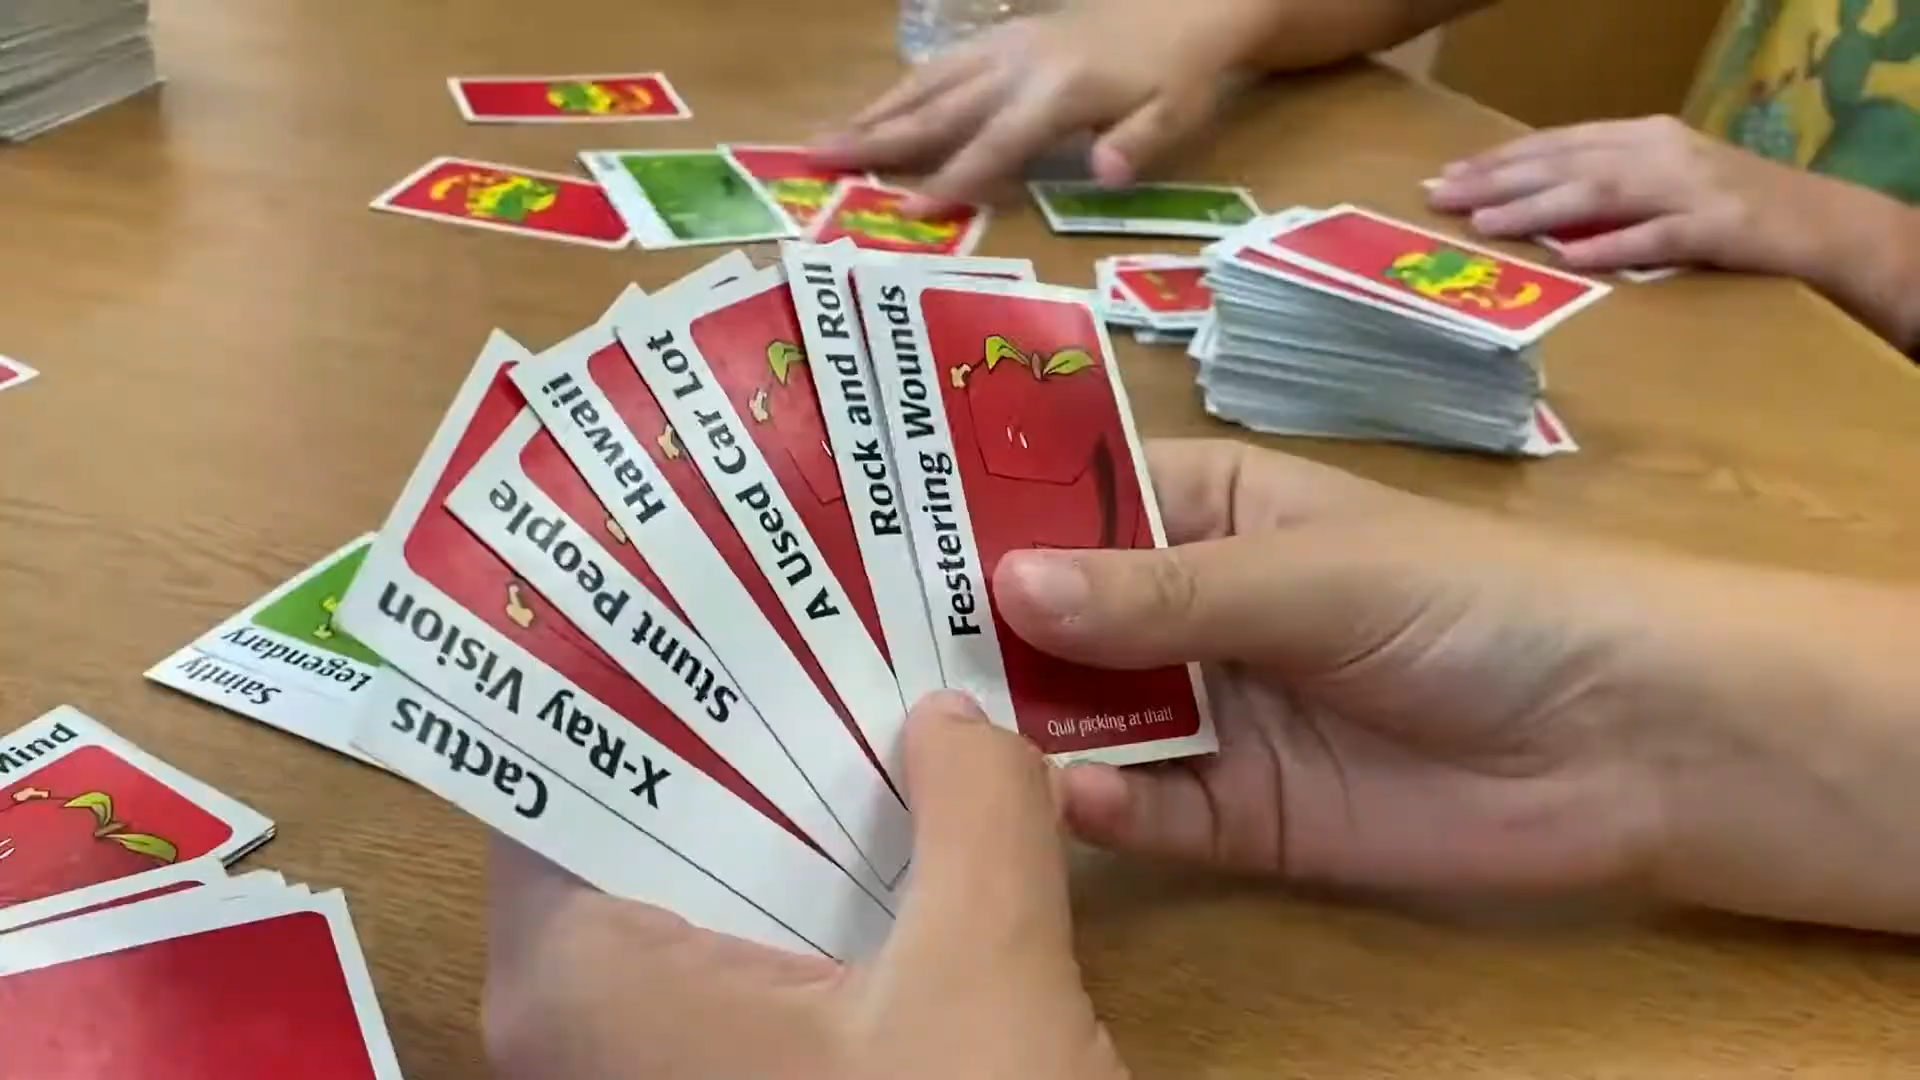 Festering Wounds
Quit picking at that!
Rock and Roll
A Used Car Lot
Hawaii
Stunt People
X-Ray Vision
Cactus
Legendary
Saintly
Mind